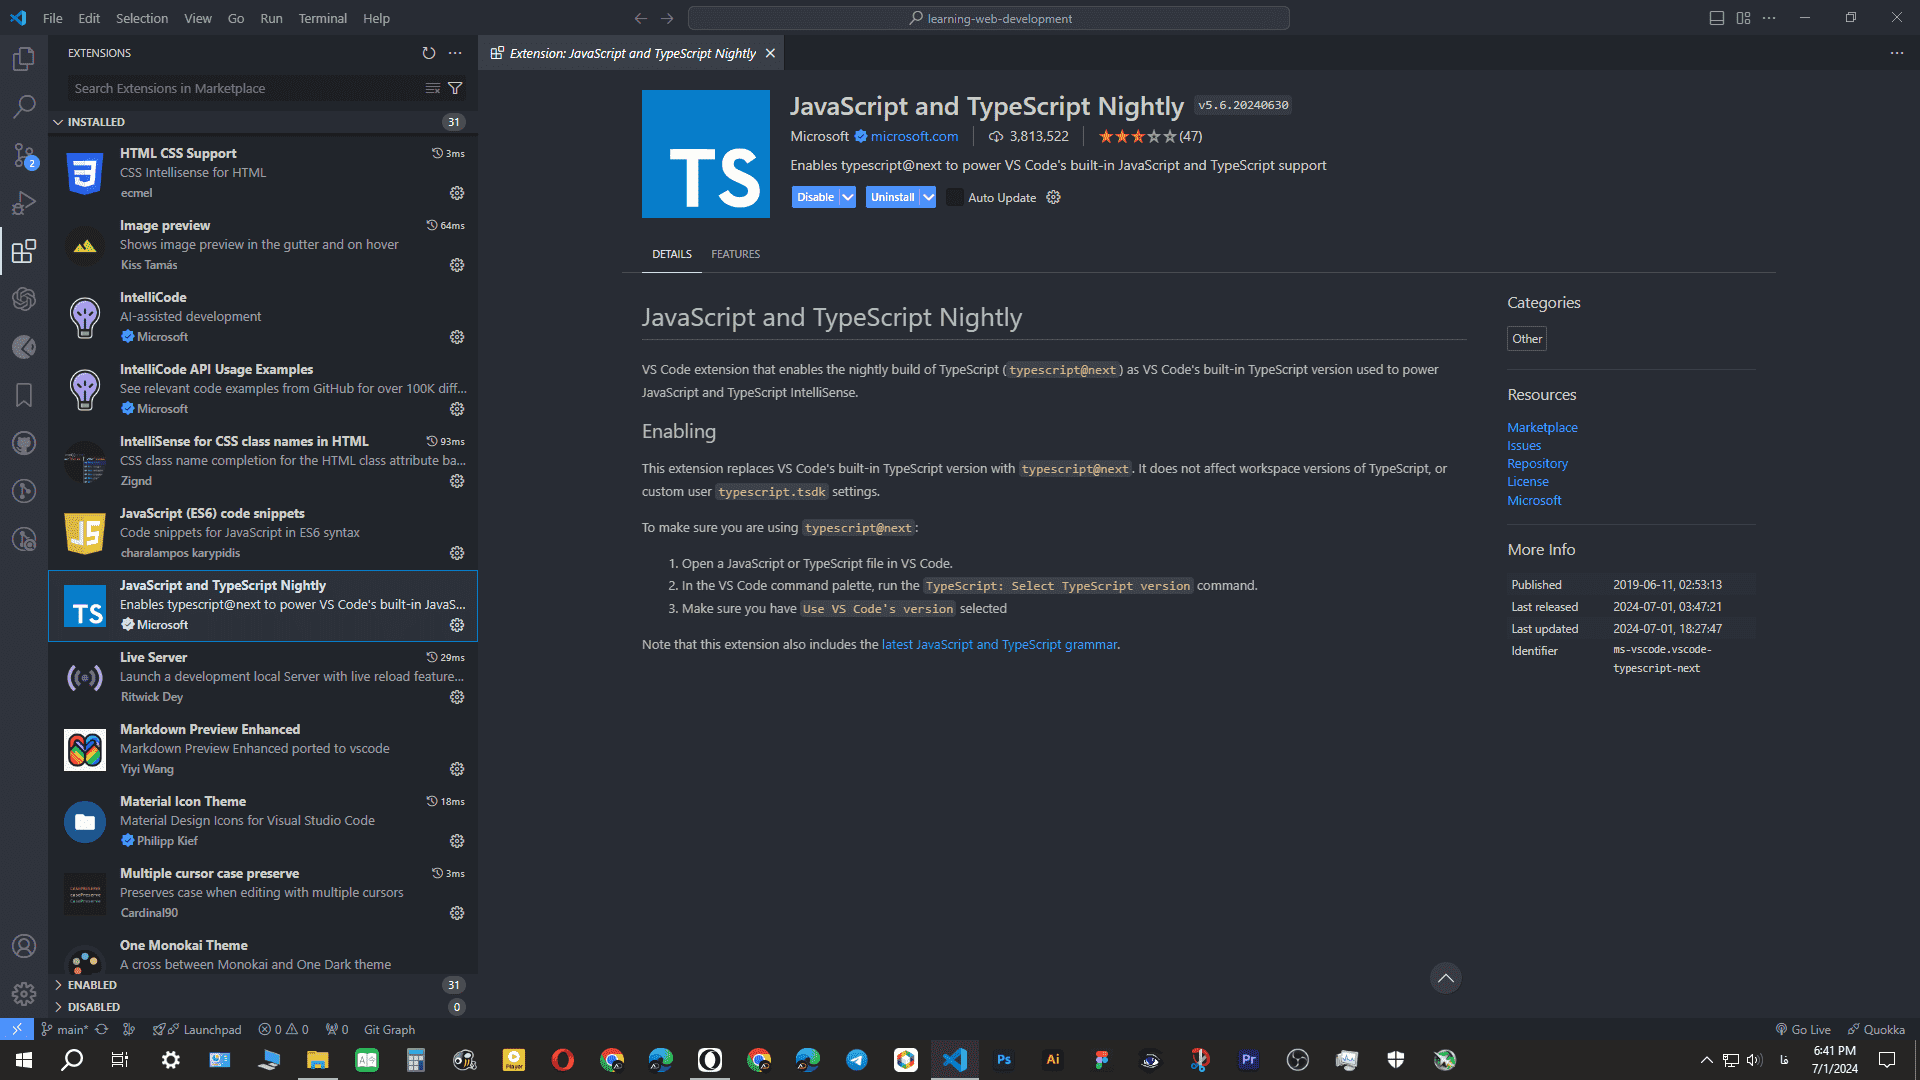 File Edit Selection View Go Run Terminal Help
learning-web-development
EXTENSIONS
Search Extensions in Marketplace
INSTALLED 31
HTML CSS Support 3ms
CSS Intellisense for HTML
ecmel
Image preview 64ms
Shows image preview in the gutter and on hover
Kiss Tamás
IntelliCode
AI-assisted development
Microsoft
IntelliCode API Usage Examples
See relevant code examples from GitHub for over 100K diff...
Microsoft
IntelliSense for CSS class names in HTML 93ms
CSS class name completion for the HTML class attribute ba...
Zignd
JS
JavaScript (ES6) code snippets
Code snippets for JavaScript in ES6 syntax
charalampos karypidis
TS
JavaScript and TypeScript Nightly
Enables typescript@next to power VS Code's built-in JavaS...
Microsoft
Live Server 29ms
Launch a development local Server with live reload feature...
Ritwick Dey
Markdown Preview Enhanced
Markdown Preview Enhanced ported to vscode
Yiyi Wang
Material Icon Theme 18ms
Material Design Icons for Visual Studio Code
Philipp Kief
Multiple cursor case preserve 3ms
Preserves case when editing with multiple cursors
Cardinal90
One Monokai Theme
A cross between Monokai and One Dark theme
ENABLED 31
DISABLED 0
2
Extension: JavaScript and TypeScript Nightly
TS
JavaScript and TypeScript Nightly v5.6.20240630
Microsoft microsoft.com 3,813,522 (47)
Enables typescript@next to power VS Code's built-in JavaScript and TypeScript support
Disable Uninstall Auto Update
DETAILS FEATURES
JavaScript and TypeScript Nightly
VS Code extension that enables the nightly build of TypeScript (typescript@next) as VS Code's built-in TypeScript version used to power
JavaScript and TypeScript IntelliSense.
Enabling
This extension replaces VS Code's built-in TypeScript version with typescript@next. It does not affect workspace versions of TypeScript, or
custom user typescript.tsdk settings.
To make sure you are using typescript@next:
1. Open a JavaScript or TypeScript file in VS Code.
2. In the VS Code command palette, run the TypeScript: Select TypeScript version command.
3. Make sure you have Use VS Code's version selected
Note that this extension also includes the latest JavaScript and TypeScript grammar.
Categories
Other
Resources
Marketplace
Issues
Repository
License
Microsoft
More Info
Published 2019-06-11, 02:53:13
Last released 2024-07-01, 03:47:21
Last updated 2024-07-01, 18:27:47
Identifier ms-vscode.vscode-
typescript-next
main* Launchpad 0 0 0 Git Graph
Go Live Quokka
Player Ps Ai Pr
فا
6:41 PM
7/1/2024